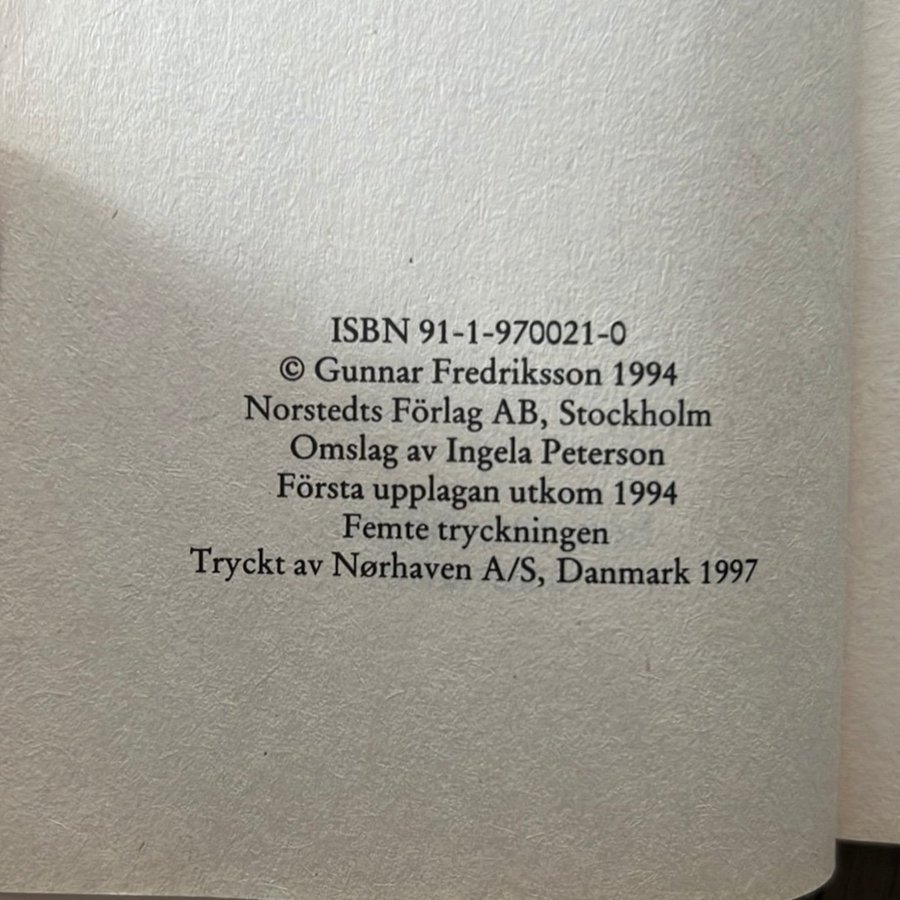 ISBN 91-1-970021-0
© Gunnar Fredriksson 1994
Norstedts Förlag AB, Stockholm
Omslag av Ingela Peterson
Första upplagan utkom 1994
Femte tryckningen
Tryckt av Nørhaven A/S, Danmark 1997